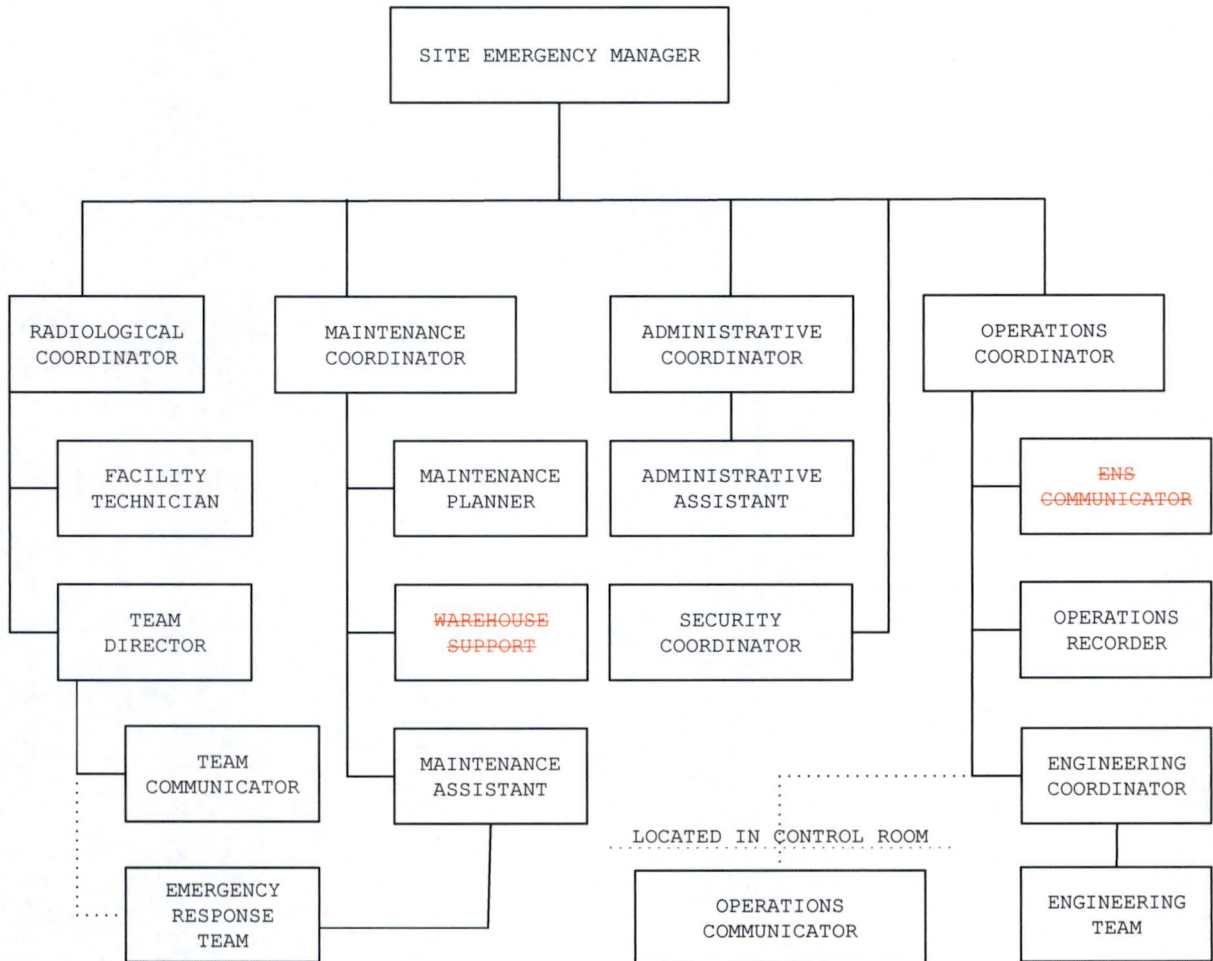 SITE EMERGENCY MANAGER
RADIOLOGICAL
COORDINATOR
MAINTENANCE
COORDINATOR
ADMINISTRATIVE
COORDINATOR
OPERATIONS
COORDINATOR
FACILITY
TECHNICIAN
MAINTENANCE
PLANNER
ADMINISTRATIVE
ASSISTANT
ENS
COMMUNICATOR
TEAM
DIRECTOR
WAREHOUSE
SUPPORT
SECURITY
COORDINATOR
OPERATIONS
RECORDER
TEAM
COMMUNICATOR
MAINTENANCE
ASSISTANT
ENGINEERING
COORDINATOR
LOCATED IN CONTROL ROOM
EMERGENCY
RESPONSE
TEAM
OPERATIONS
COMMUNICATOR
ENGINEERING
TEAM